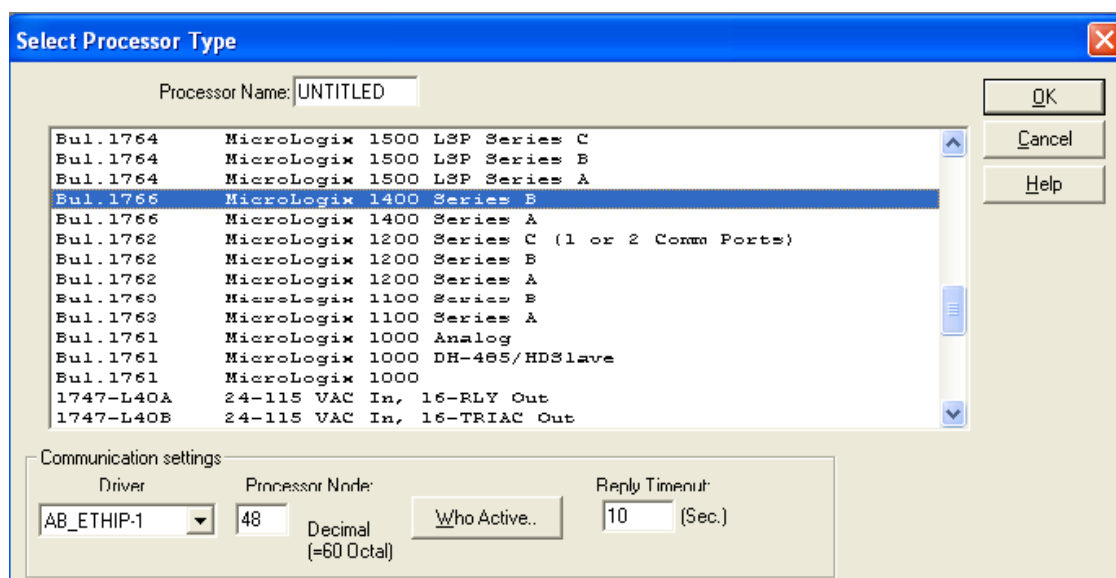 Select Processor Type
Processor Name: UNTITLED
OK
Cancel
Help
Bul.1764 MicroLogix 1500 LSP Series C
Bul.1764 MicroLogix 1500 LSP Series B
Bul.1764 MicroLogix 1500 LSP Series A
Bul.1766 MicroLogix 1400 Series B
Bul.1766 MicroLogix 1400 Series A
Bul.1762 MicroLogix 1200 Series C (1 or 2 Comm Ports)
Bul.1762 MicroLogix 1200 Series B
Bul.1762 MicroLogix 1200 Series A
Bul.1763 MicroLogix 1100 Series B
Bul.1763 MicroLogix 1100 Series A
Bul.1761 MicroLogix 1000 Analog
Bul.1761 MicroLogix 1000 DH-485/HDSlave
Bul.1761 MicroLogix 1000
1747-L40A 24-115 VAC In, 16-RLY Out
1747-L40B 24-115 VAC In, 16-TRIAC Out
Communication settings
Driver Processor Node: Reply Timeout:
AB_ETHIP-1 48 Decimal Who Active.. 10 (Sec.)
(=60 Octal)